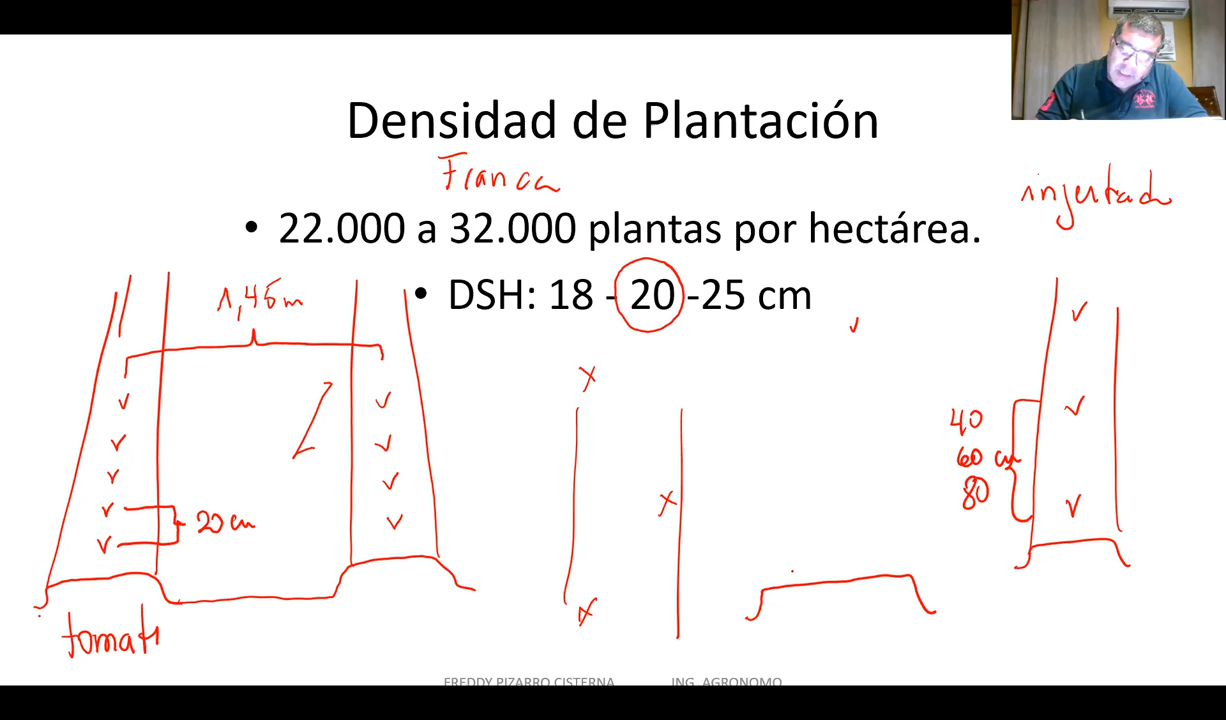 Densidad de Plantación
Franca
injertada
• 22.000 a 32.000 plantas por hectárea.
1,45m
• DSH: 18 - 20 -25 cm
40
60 cm
80
20 cm
tomate
FREDDY PIZARRO CISTERNA ING. AGRONOMO